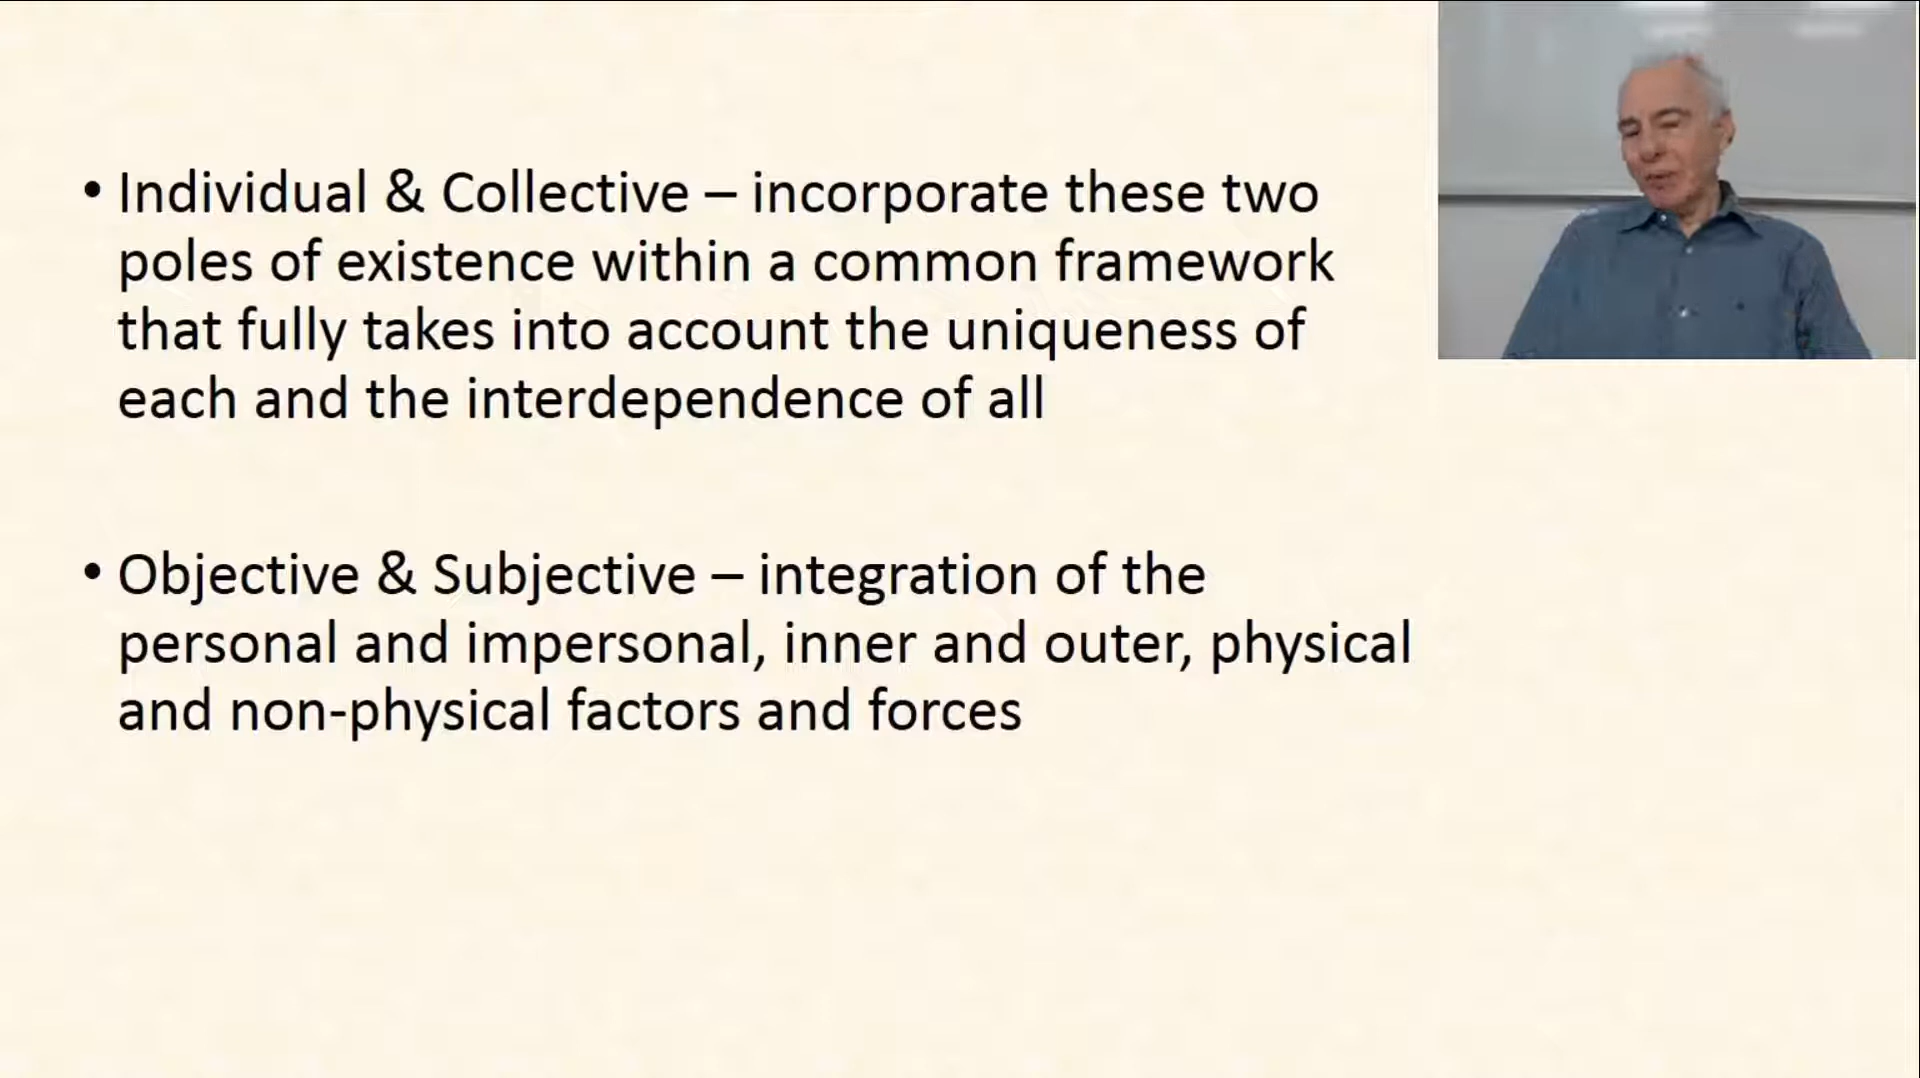 • Individual & Collective – incorporate these two
poles of existence within a common framework
that fully takes into account the uniqueness of
each and the interdependence of all
• Objective & Subjective – integration of the
personal and impersonal, inner and outer, physical
and non-physical factors and forces